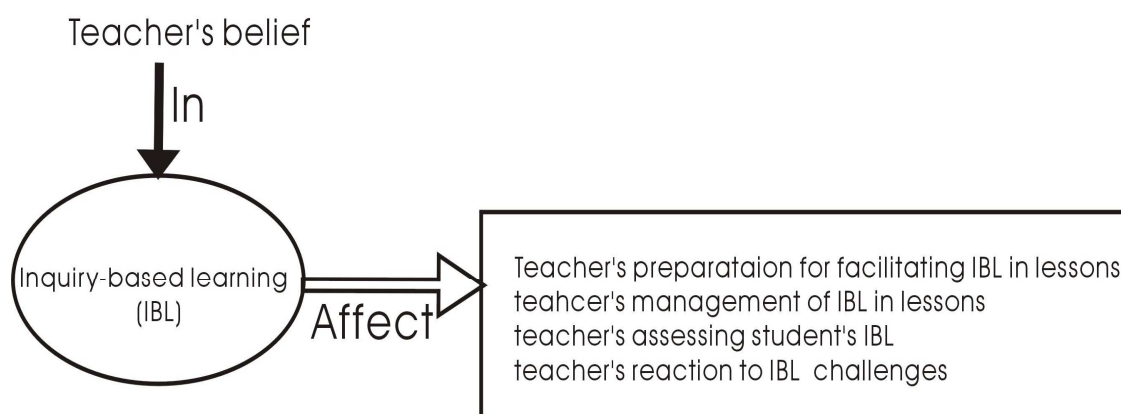 Teacher's belief
In
Inquiry-based learning
(IBL)
Affect
Teacher's preparataion for facilitating IBL in lessons
teahcer's management of IBL in lessons
teacher's assessing student's IBL
teacher's reaction to IBL challenges